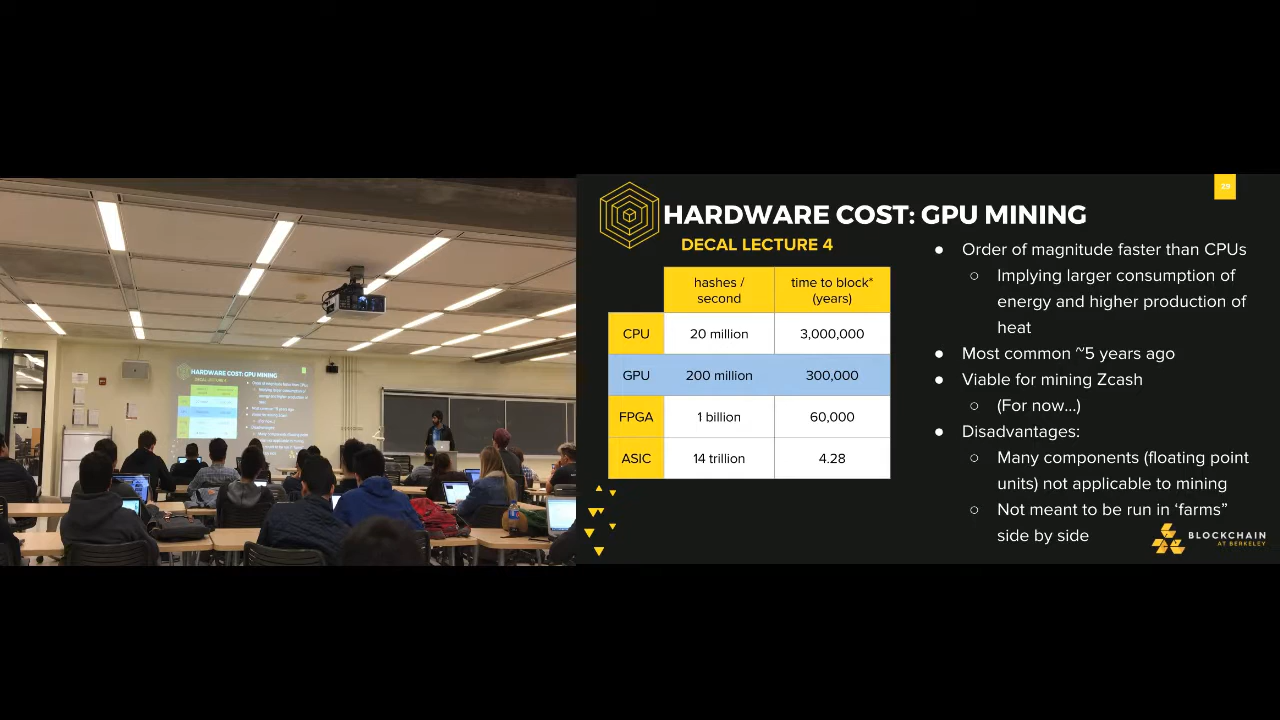 29
HARDWARE COST: GPU MINING
DECAL LECTURE 4
hashes /
second
time to block*
(years)
CPU
20 million
3,000,000
GPU
200 million
300,000
FPGA
1 billion
60,000
ASIC
14 trillion
4.28
● Order of magnitude faster than CPUs
○ Implying larger consumption of
energy and higher production of
heat
● Most common ~5 years ago
● Viable for mining Zcash
○ (For now...)
● Disadvantages:
○ Many components (floating point
units) not applicable to mining
○ Not meant to be run in ‘farms”
side by side
BLOCKCHAIN
AT BERKELEY
HARDWARE COST: GPU MINING
DECAL LECTURE 4